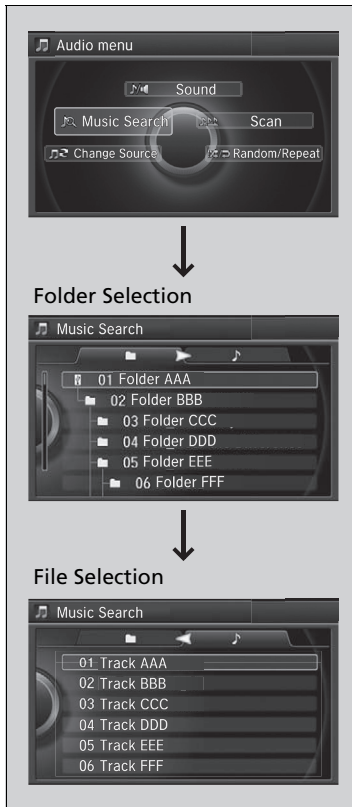 Audio menu
Sound
Music Search
Scan
Change Source
Random/Repeat
Folder Selection
Music Search
01 Folder AAA
02 Folder BBB
03 Folder CCC
04 Folder DDD
05 Folder EEE
06 Folder FFF
File Selection
Music Search
01 Track AAA
02 Track BBB
03 Track CCC
04 Track DDD
05 Track EEE
06 Track FFF